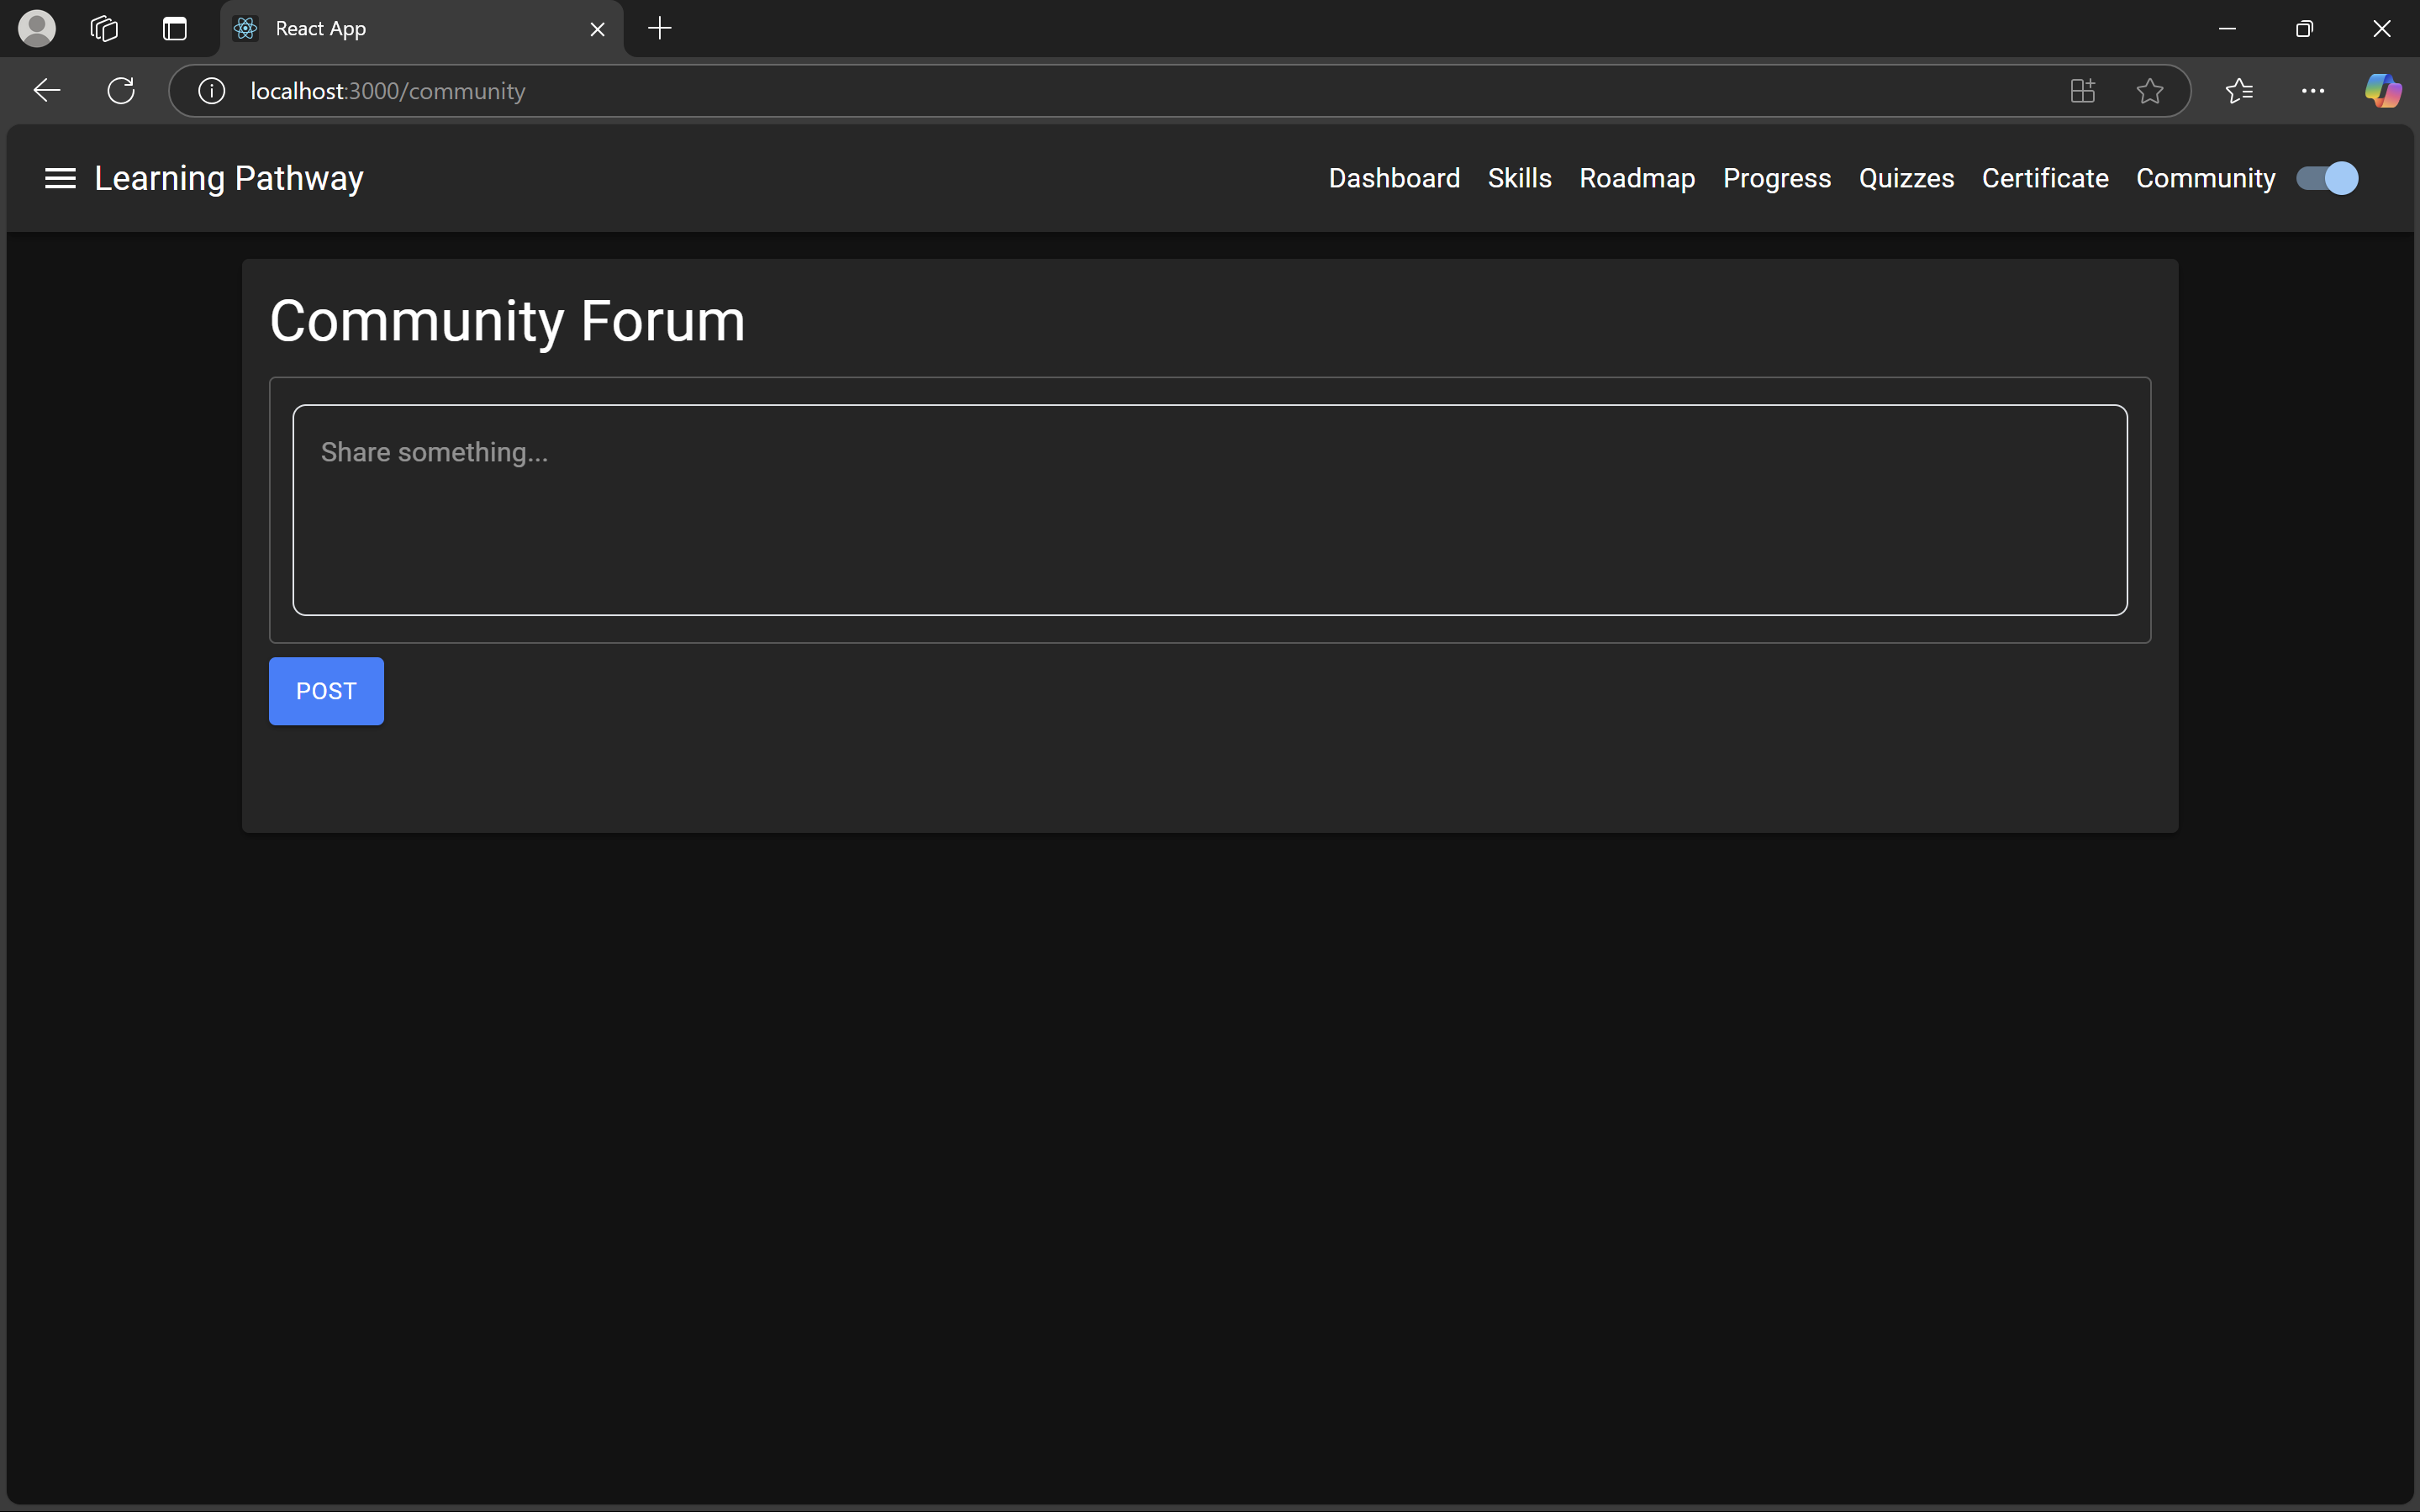 React App
localhost:3000/community
Learning Pathway
Dashboard Skills Roadmap Progress Quizzes Certificate Community
Community Forum
Share something...
POST